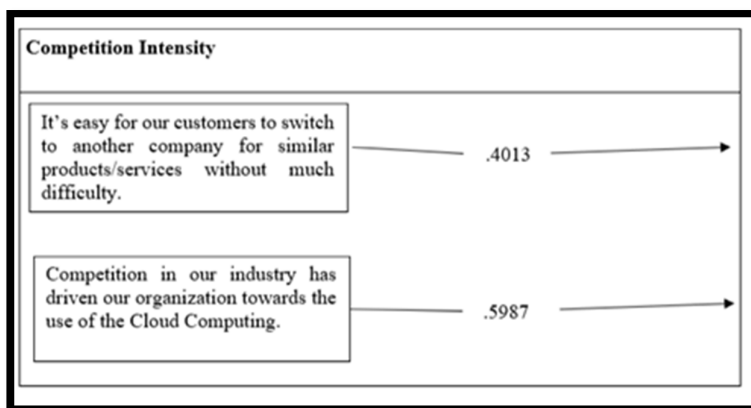 Competition Intensity
It's easy for our customers to switch
to another company for similar
products/services without much
difficulty.
.4013
Competition in our industry has
driven our organization towards the
use of the Cloud Computing.
.5987